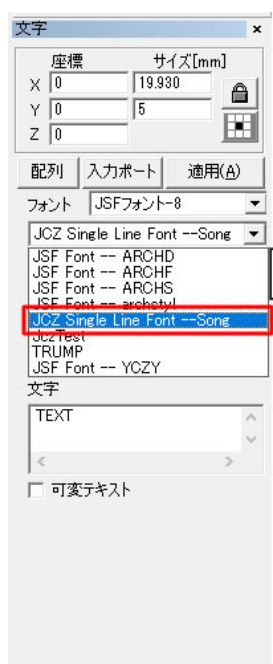 文字 ×
座標 サイズ[mm]
X 0 19.930
Y 0 5
Z 0
配列 入力ポート 適用(A)
フォント JSFフォント-8
JCZ Single Line Font --Song
JSF Font -- ARCHD
JSF Font -- ARCHF
JSF Font -- ARCHS
JSF Font -- archstyl
JCZ Single Line Font --Song
JczTest
TRUMP
JSF Font -- YCZY
文字
TEXT
可変テキスト